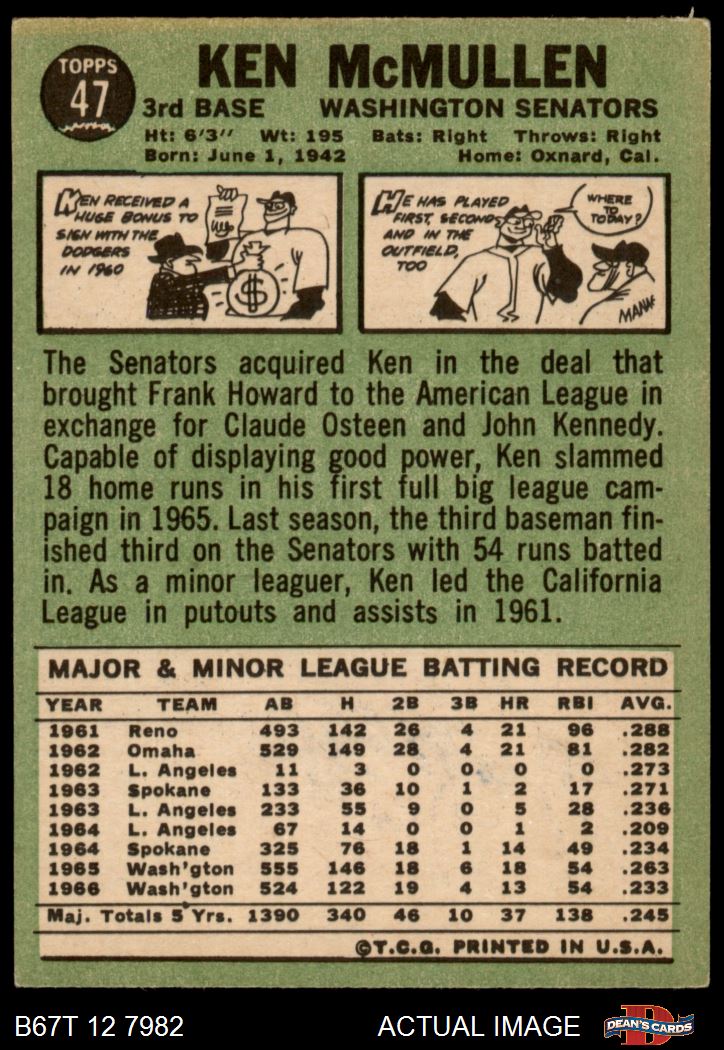 TOPPS
47
KEN McMULLEN
3rd BASE WASHINGTON SENATORS
Ht: 6'3" Wt: 195 Bats: Right Throws: Right
Born: June 1, 1942 Home: Oxnard, Cal.
KEN RECEIVED A
HUGE BONUS TO
SIGN WITH THE
DODGERS
IN 1960
$
HE HAS PLAYED
FIRST, SECOND
AND IN THE
OUTFIELD,
TOO
WHERE
TO
TODAY?
The Senators acquired Ken in the deal that
brought Frank Howard to the American League in
exchange for Claude Osteen and John Kennedy.
Capable of displaying good power, Ken slammed
18 home runs in his first full big league cam-
paign in 1965. Last season, the third baseman fin-
ished third on the Senators with 54 runs batted
in. As a minor leaguer, Ken led the California
League in putouts and assists in 1961.
MAJOR & MINOR LEAGUE BATTING RECORD
YEAR TEAM AB H 2B 3B HR RBI AVG.
1961 Reno 493 142 26 4 21 96 .288
1962 Omaha 529 149 28 4 21 81 .282
1962 L. Angeles 11 3 0 0 0 0 .273
1963 Spokane 133 36 10 1 2 17 .271
1963 L. Angeles 233 55 9 0 5 28 .236
1964 L. Angeles 67 14 0 0 1 2 .209
1964 Spokane 325 76 18 1 14 49 .234
1965 Wash'gton 555 146 18 6 18 54 .263
1966 Wash'gton 524 122 19 4 13 54 .233
Maj. Totals 5 Yrs. 1390 340 46 10 37 138 .245
©T.C.G. PRINTED IN U.S.A.
B67T 12 7982 ACTUAL IMAGE
DEAN'S CARDS